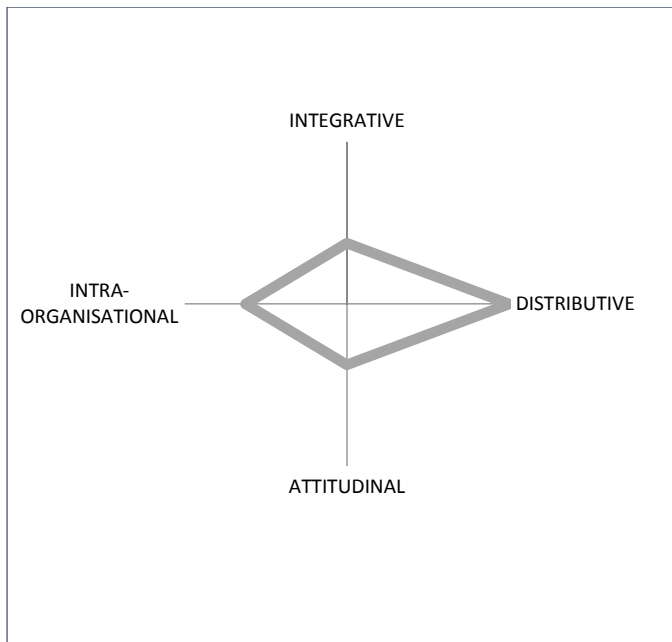 INTEGRATIVE
INTRA-
ORGANISATIONAL
DISTRIBUTIVE
ATTITUDINAL